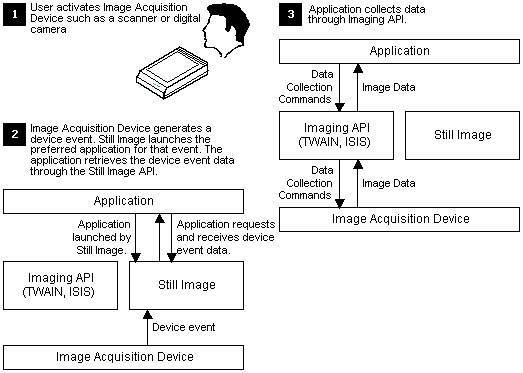 1
User activates Image Acquisition
Device such as a scanner or digital
camera
2
Image Acquisition Device generates a
device event. Still Image launches the
preferred application for that event. The
application retrieves the device event data
through the Still Image API.
Application
Application
launched by
Still Image.
Application requests
and receives device
event data.
Imaging API
(TWAIN, ISIS)
Still Image
Device event
Image Acquisition Device
3
Application collects data
through Imaging API.
Application
Data
Collection
Commands
Image Data
Imaging API
(TWAIN, ISIS)
Still Image
Data
Collection
Commands
Image Data
Image Acquisition Device